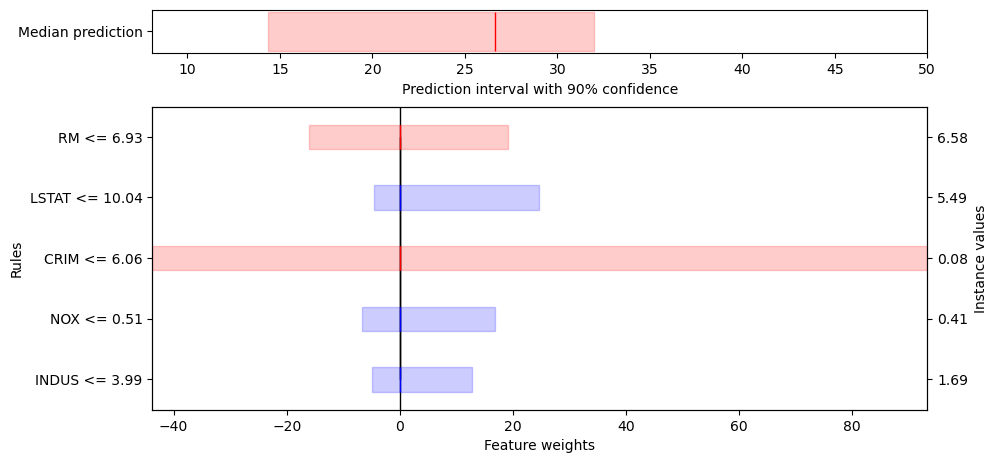 Median prediction
10 15 20 25 30 35 40 45 50
Prediction interval with 90% confidence
RM <= 6.93 6.58
LSTAT <= 10.04 5.49
CRIM <= 6.06 0.08
NOX <= 0.51 0.41
INDUS <= 3.99 1.69
Rules
Instance values
−40 −20 0 20 40 60 80
Feature weights